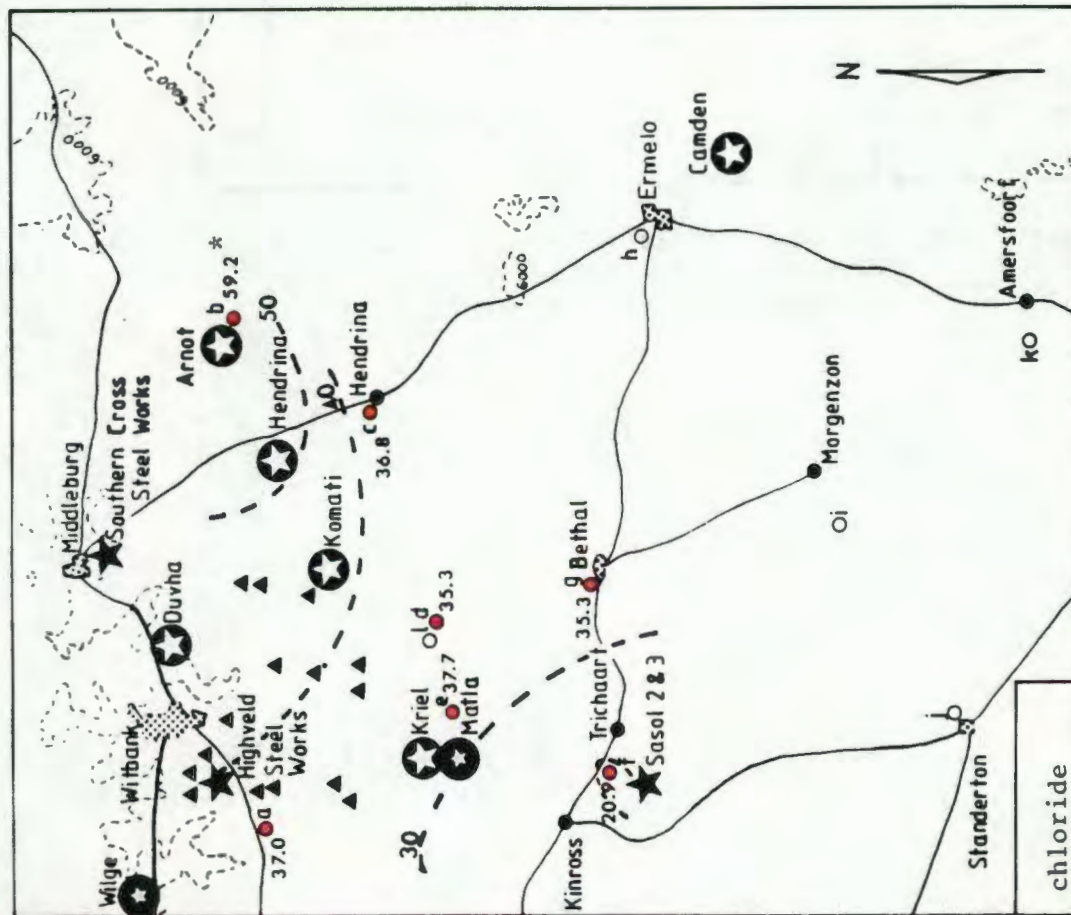 6000
6000
Middleburg
Southern Cross
Steel Works
Witbank
Wilge
Duvha
Highveld
Steel
Works
a
37.0
Arnot
b
59.2 *
50
Hendrina
40
Hendrina
c
36.8
Komati
l
d
35.3
Kriel
e
37.7
Matla
30
6000
h
Ermelo
Camden
N
g
Bethal
35.3
Trichaart
f
20.9
Sasol 2 & 3
Kinross
Morgenzon
i
Amersfoort
k
j
Standerton
chloride